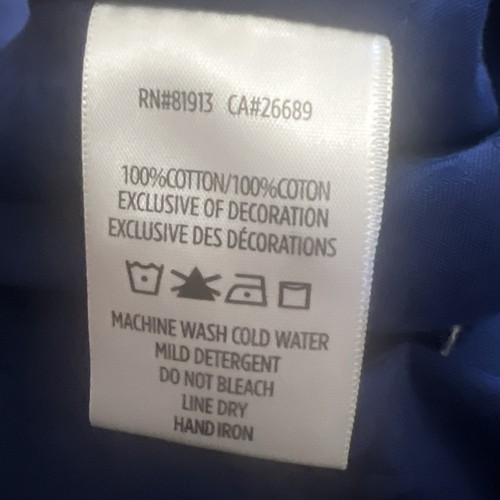 RN#81913 CA#26689
100%COTTON/100%COTON
EXCLUSIVE OF DECORATION
EXCLUSIVE DES DÉCORATIONS
MACHINE WASH COLD WATER
MILD DETERGENT
DO NOT BLEACH
LINE DRY
HAND IRON